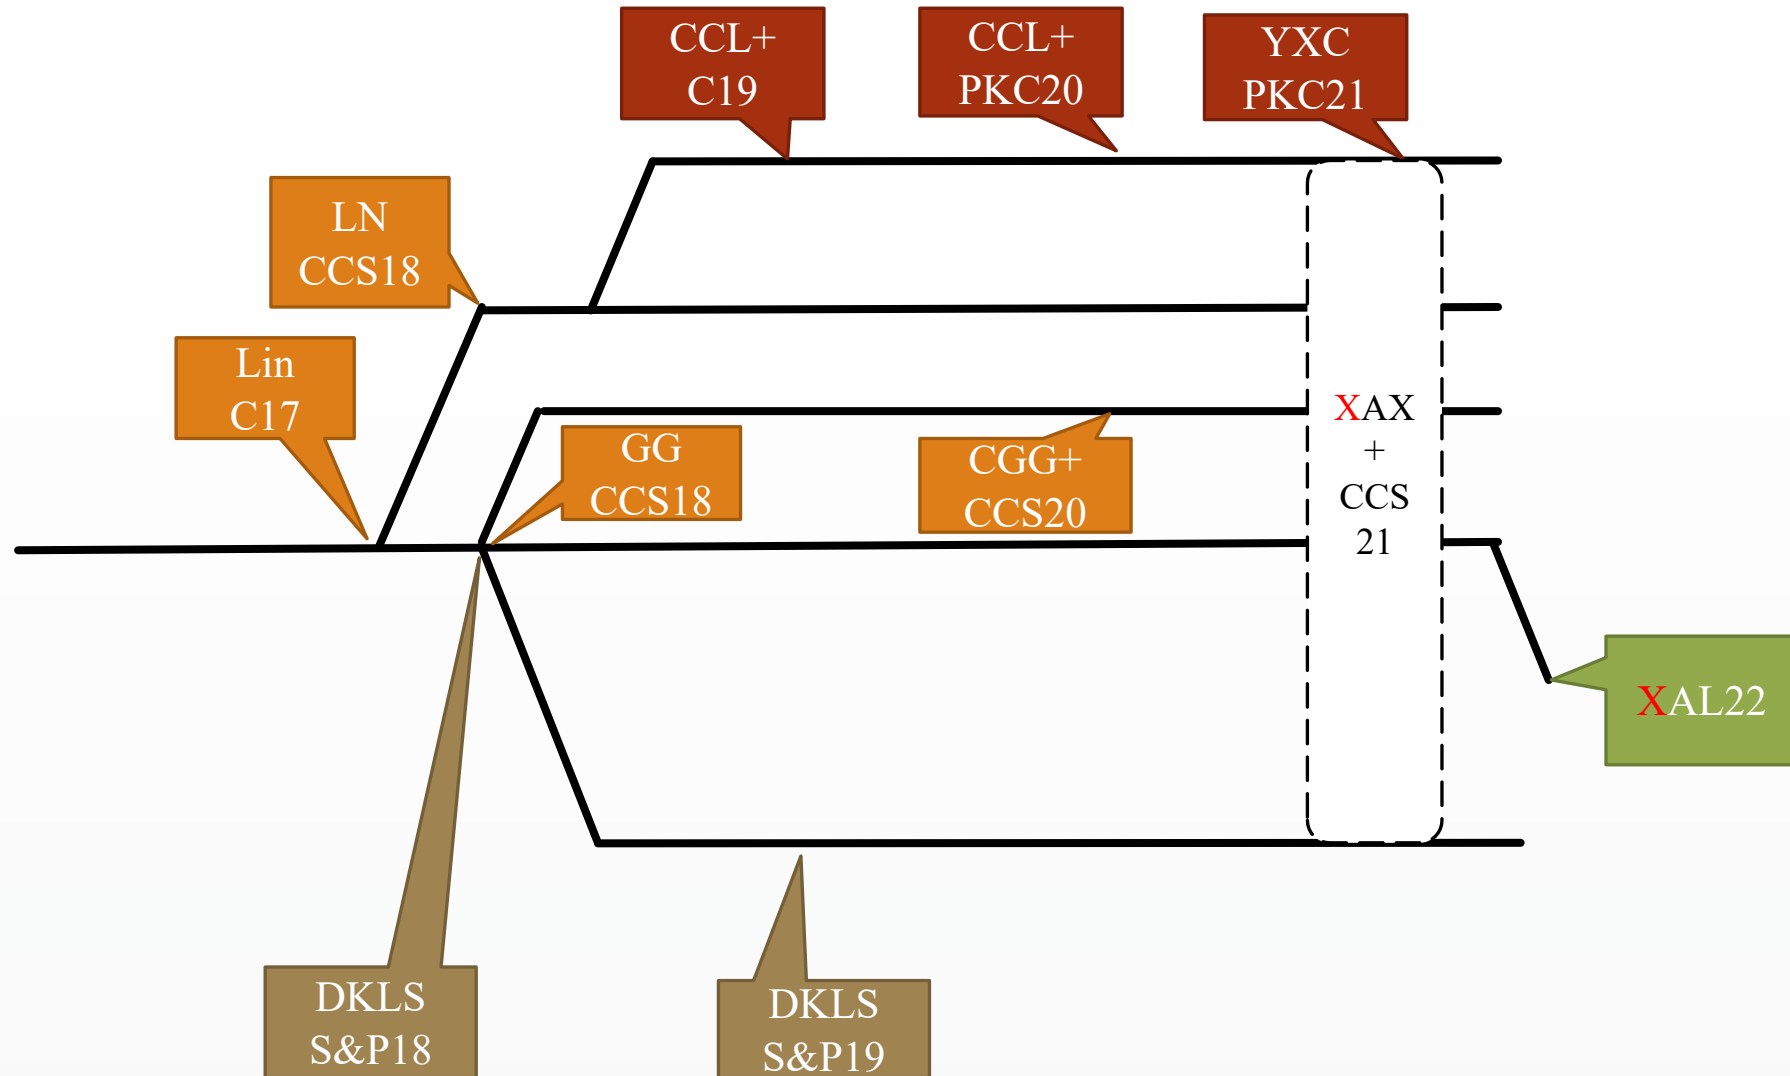 CCL+
C19
CCL+
PKC20
YXC
PKC21
LN
CCS18
Lin
C17
GG
CCS18
CGG+
CCS20
XAX
+
CCS
21
XAL22
DKLS
S&P18
DKLS
S&P19